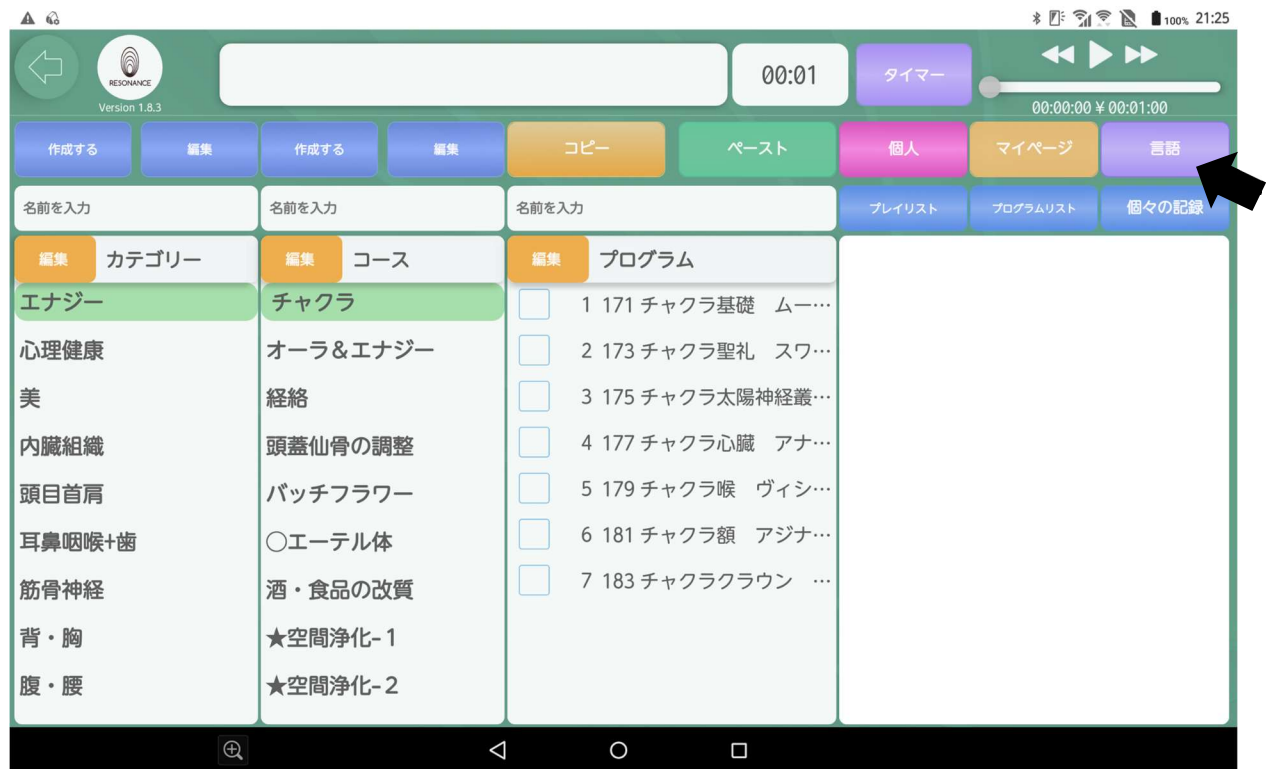 100% 21:25
RESONANCE
Version 1.8.3
00:01
タイマー
00:00:00 ¥ 00:01:00
作成する 編集 作成する 編集 コピー ペースト 個人 マイページ 言語
名前を入力 名前を入力 名前を入力 プレイリスト プログラムリスト 個々の記録
編集 カテゴリー 編集 コース 編集 プログラム
エナジー
心理健康
美
内臓組織
頭目首肩
耳鼻咽喉+歯
筋骨神経
背・胸
腹・腰
チャクラ
オーラ&エナジー
経絡
頭蓋仙骨の調整
バッチフラワー
○エーテル体
酒・食品の改質
★空間浄化-1
★空間浄化-2
1 171 チャクラ基礎　ムー…
2 173 チャクラ聖礼　スワ…
3 175 チャクラ太陽神経叢…
4 177 チャクラ心臓　アナ…
5 179 チャクラ喉　ヴィシ…
6 181 チャクラ額　アジナ…
7 183 チャクラクラウン　…